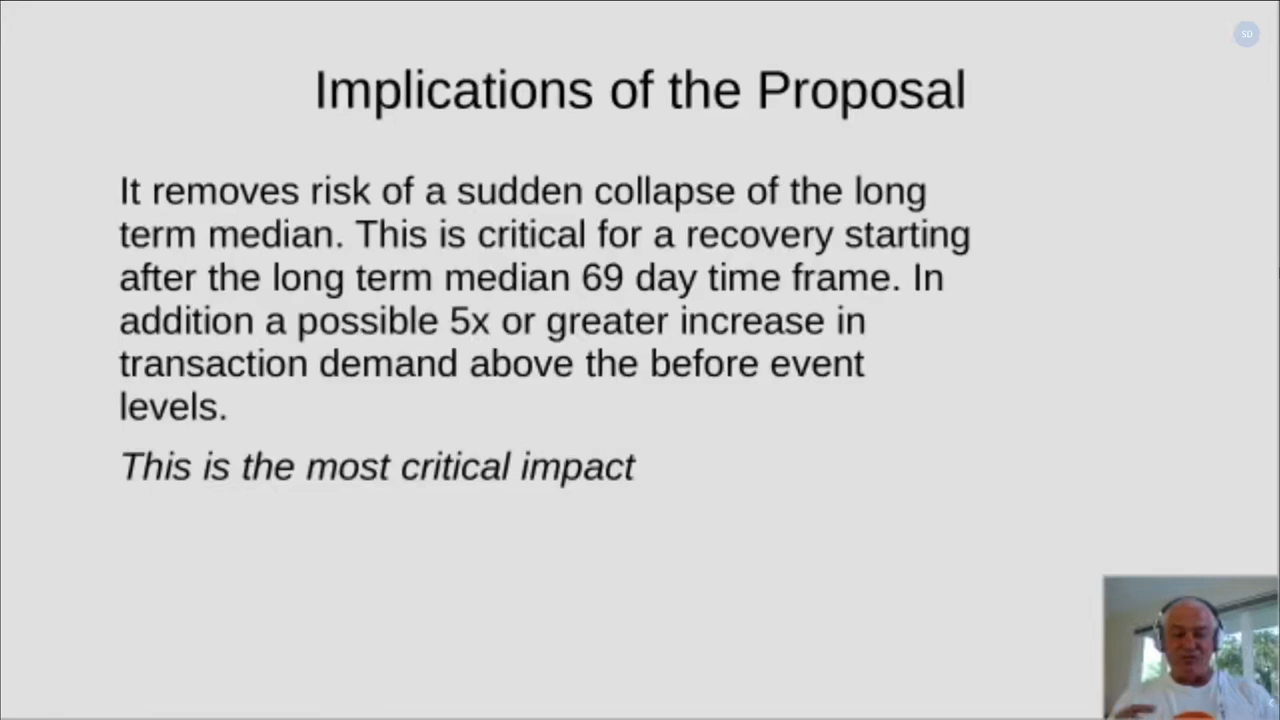 SD
Implications of the Proposal
It removes risk of a sudden collapse of the long
term median. This is critical for a recovery starting
after the long term median 69 day time frame. In
addition a possible 5x or greater increase in
transaction demand above the before event
levels.
This is the most critical impact